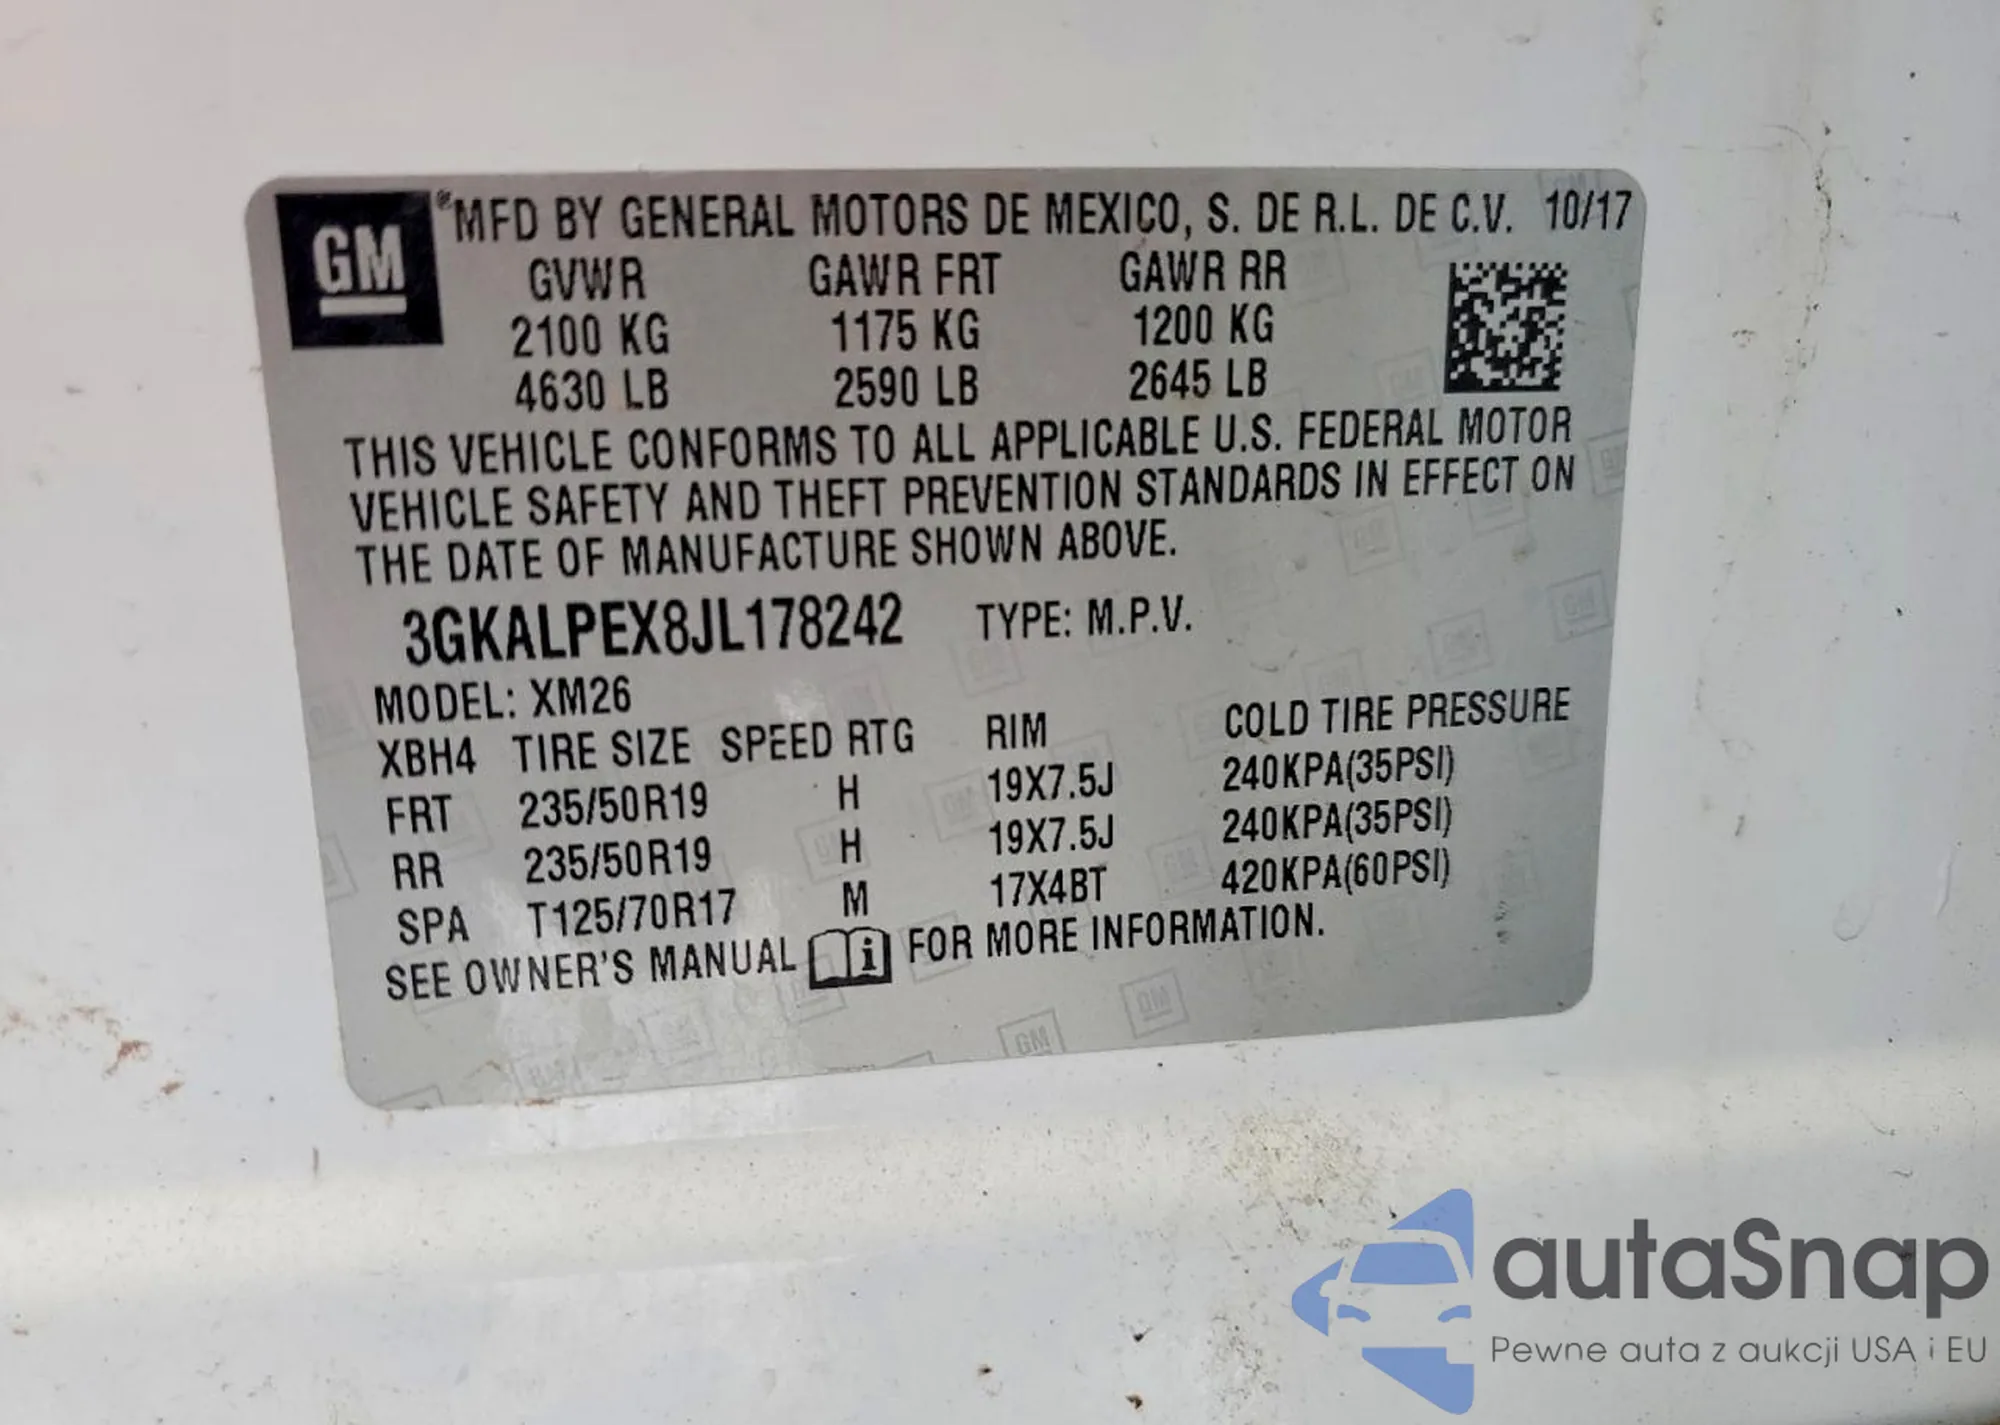 GM ®MFD BY GENERAL MOTORS DE MEXICO, S. DE R.L. DE C.V. 10/17
GVWR GAWR FRT GAWR RR
2100 KG 1175 KG 1200 KG
4630 LB 2590 LB 2645 LB
THIS VEHICLE CONFORMS TO ALL APPLICABLE U.S. FEDERAL MOTOR
VEHICLE SAFETY AND THEFT PREVENTION STANDARDS IN EFFECT ON
THE DATE OF MANUFACTURE SHOWN ABOVE.
3GKALPEX8JL178242 TYPE: M.P.V.
MODEL: XM26
XBH4 TIRE SIZE SPEED RTG RIM COLD TIRE PRESSURE
FRT 235/50R19 H 19X7.5J 240KPA(35PSI)
RR 235/50R19 H 19X7.5J 240KPA(35PSI)
SPA T125/70R17 M 17X4BT 420KPA(60PSI)
SEE OWNER'S MANUAL i FOR MORE INFORMATION.
autaSnap
Pewne auta z aukcji USA i EU